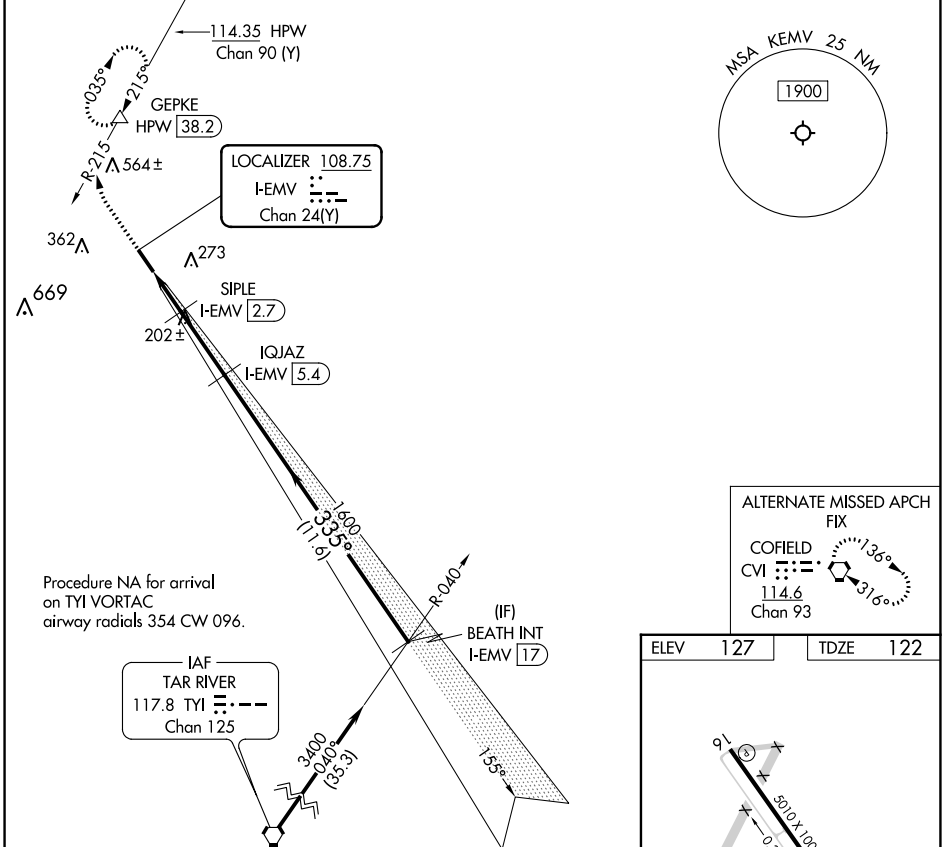 114.35 HPW
Chan 90 (Y)
035°
215°
GEPKE
HPW 38.2
R-215
564±
MSA KEMV 25 NM
1900
LOCALIZER 108.75
I-EMV
Chan 24(Y)
362
273
669
SIPLE
I-EMV 2.7
202±
IQJAZ
I-EMV 5.4
1600
335°
(11.6)
R-040
(IF)
BEATH INT
I-EMV 17
155°
Procedure NA for arrival
on TYI VORTAC
airway radials 354 CW 096.
IAF
TAR RIVER
117.8 TYI
Chan 125
3400
040°
(35.3)
ALTERNATE MISSED APCH
FIX
COFIELD
CVI
114.6
Chan 93
136°
316°
ELEV 127
TDZE 122
16
P
5010 X 100